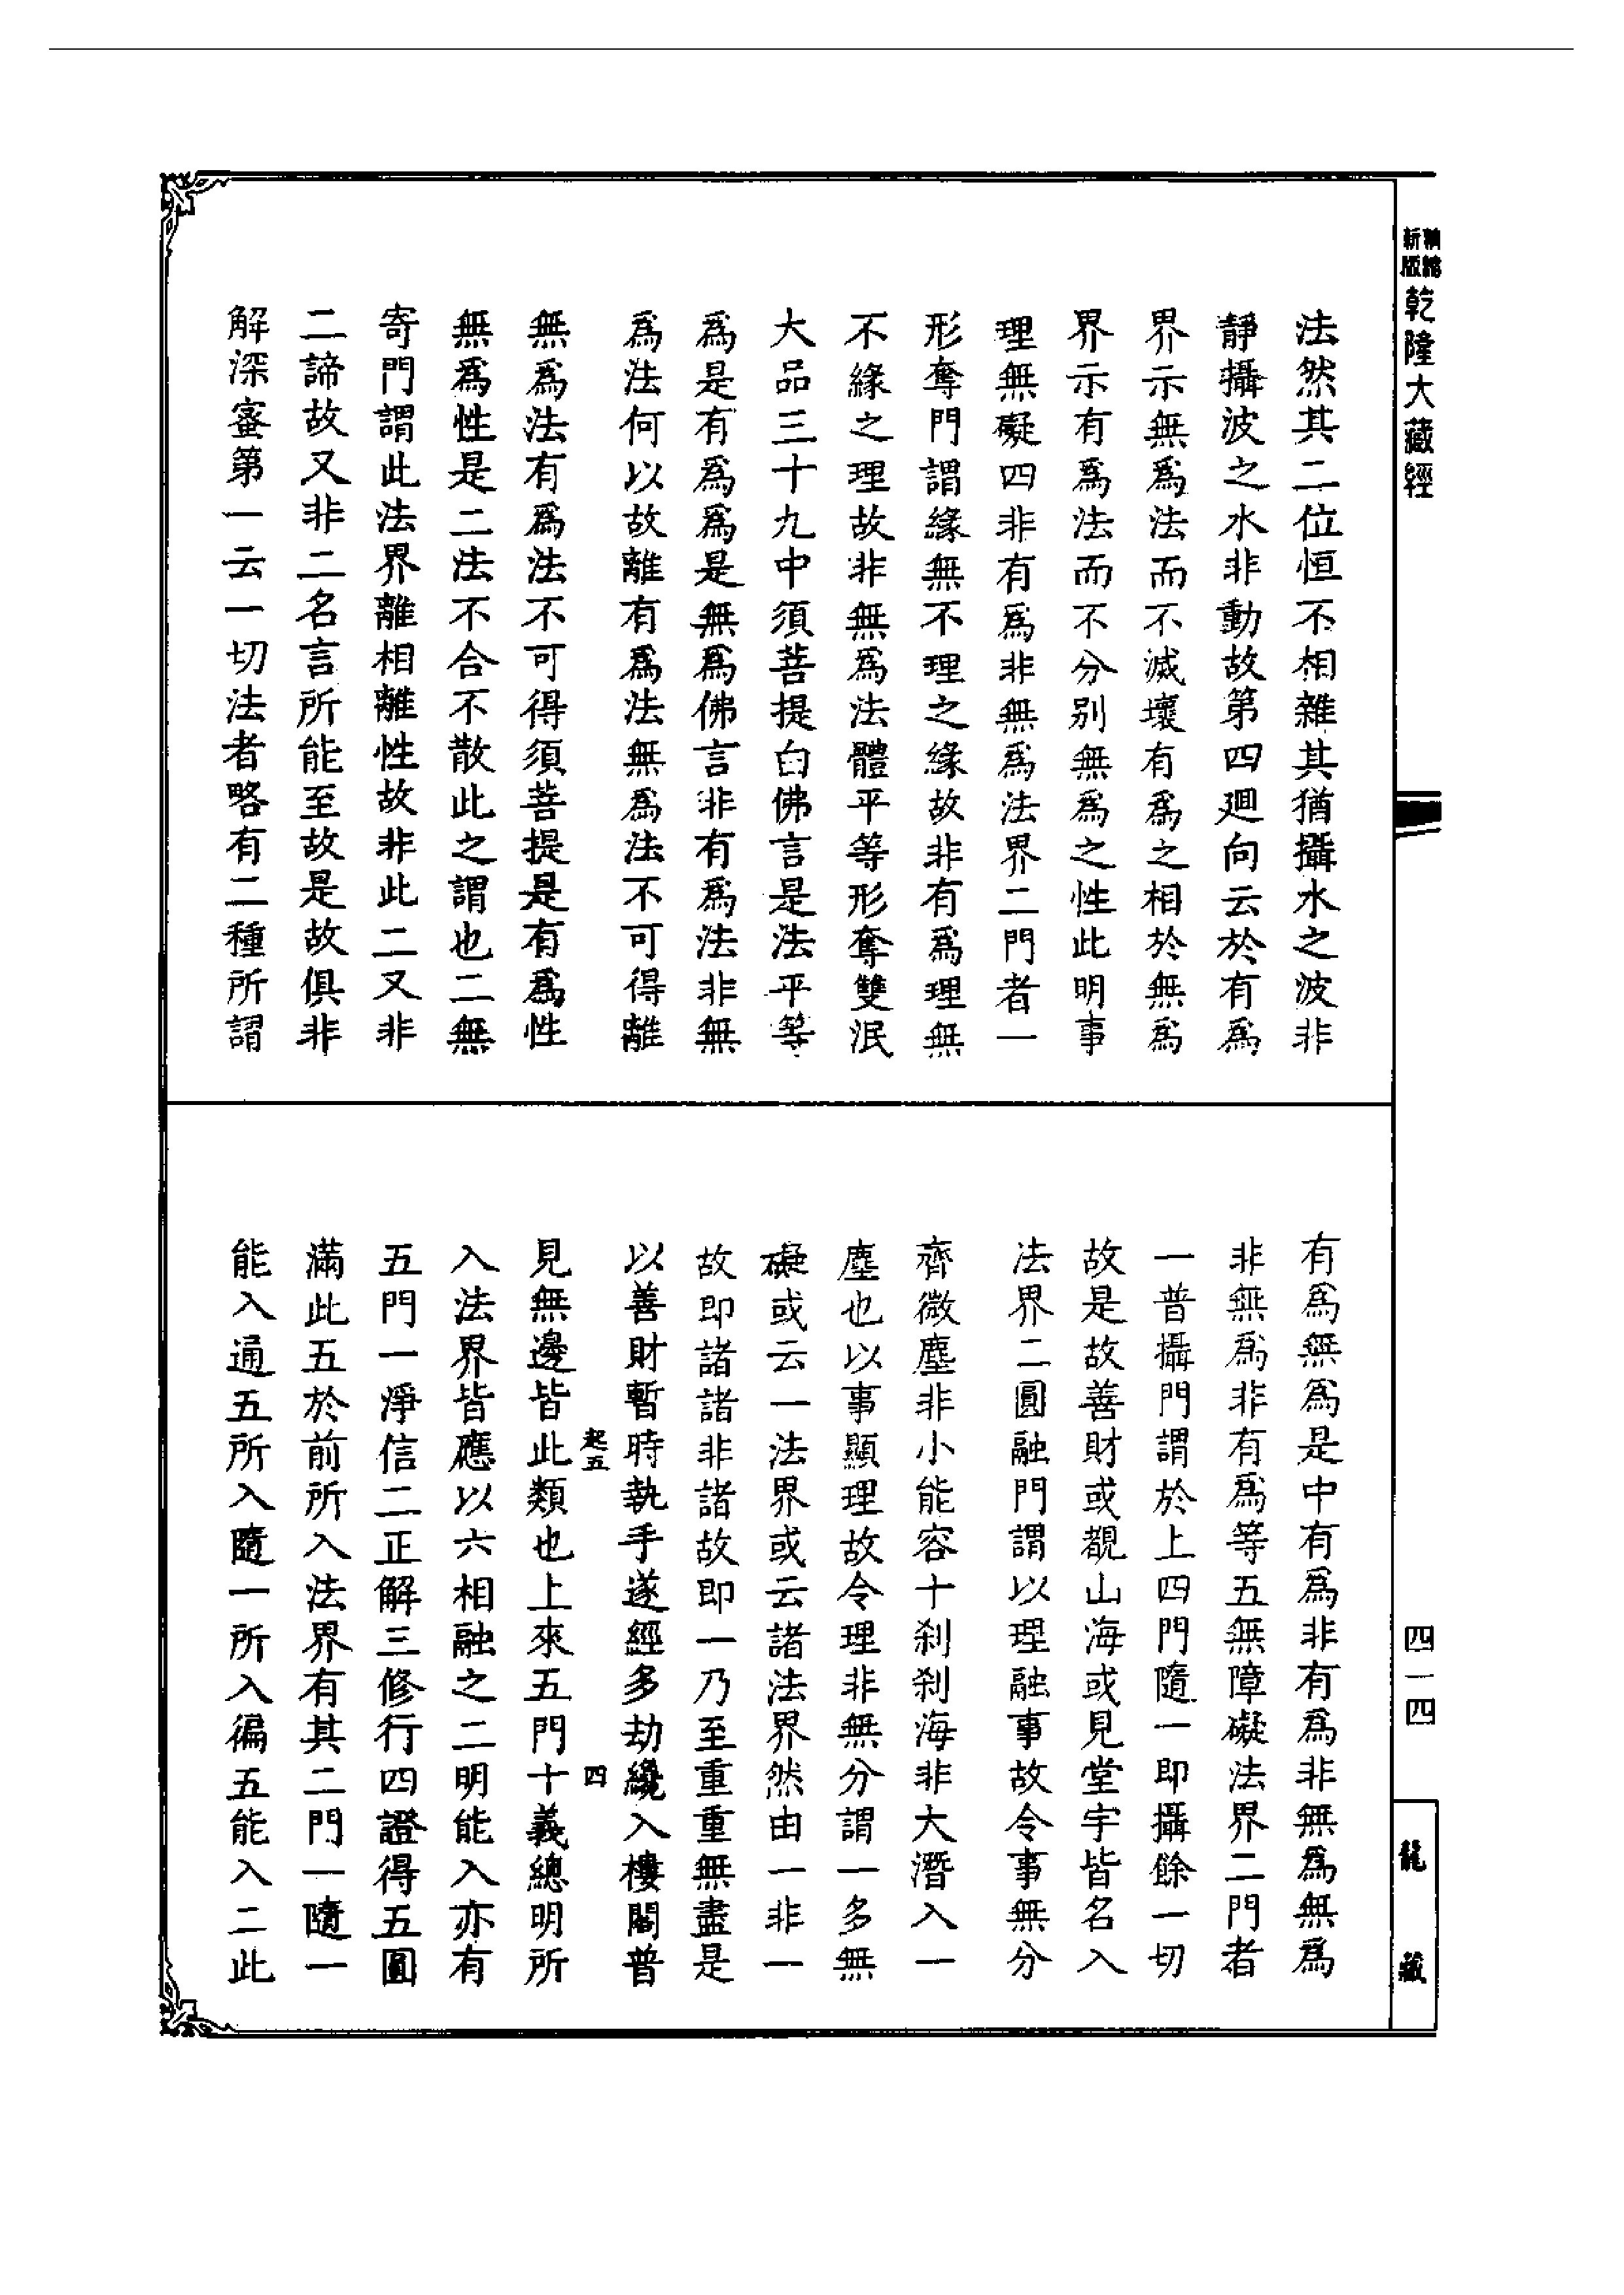 新版
精縮
乾隆大藏經
法然其二位恒不相雜其猶攝水之波非
靜攝波之水非動故第四迴向云於有爲
界示無爲法而不滅壞有爲之相於無爲
界示有爲法而不分別無爲之性此明事
理無礙四非有爲非無爲法界二門者一
形奪門謂緣無不理之緣故非有爲理無
不緣之理故非無爲法體平等形奪雙泯
大品三十九中須菩提白佛言是法平等
爲是有爲爲是無爲佛言非有爲法非無
爲法何以故離有爲法無爲法不可得離
無爲法有爲法不可得須菩提是有爲性
無爲性是二法不合不散此之謂也二無
寄門謂此法界離相離性故非此二又非
二諦故又非二名言所能至故是故俱非
解深蜜第一云一切法者略有二種所謂
有爲無爲是中有爲非有爲非無爲無爲
非無爲非有爲等五無障礙法界二門者
一普攝門謂於上四門隨一即攝餘一切
故是故善財或覩山海或見堂宇皆名入
法界二圓融門謂以理融事故令事無分
齊微塵非小能容十刹刹海非大潛入一
塵也以事顯理故令理非無分謂一多無
礙或云一法界或云諸法界然由一非一
故即諸諸非諸故即一乃至重重無盡是
以善財暫時執手遂經多劫纔入樓閣普
起五
四
見無邊皆此類也上來五門十義總明所
入法界皆應以六相融之二明能入亦有
五門一淨信二正解三修行四證得五圓
滿此五於前所入法界有其二門一隨一
能入通五所入隨一所入徧五能入二此
四一四
龍藏